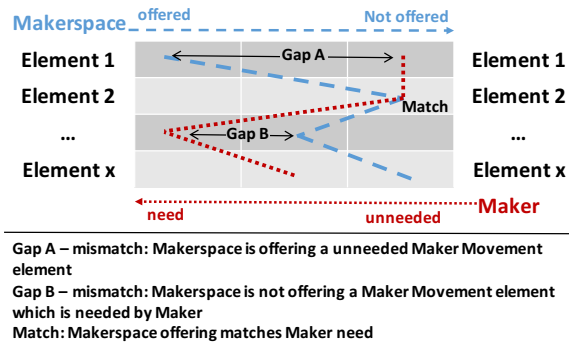 Makerspace offered Not offered
Element 1 Gap A Element 1
Element 2 Match Element 2
... Gap B ...
Element x Element x
need unneeded Maker
Gap A – mismatch: Makerspace is offering a unneeded Maker Movement
element
Gap B – mismatch: Makerspace is not offering a Maker Movement element
which is needed by Maker
Match: Makerspace offering matches Maker need